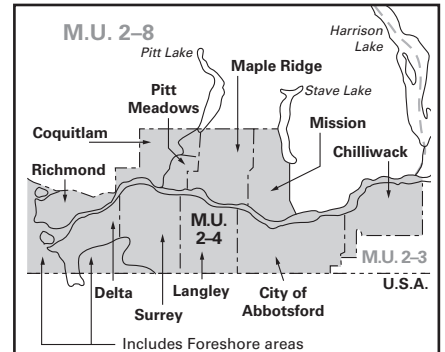 M.U. 2–8
Harrison
Lake
Pitt Lake
Maple Ridge
Pitt
Meadows
Stave Lake
Coquitlam
Mission
Richmond
Chilliwack
M.U.
2–4
M.U. 2–3
U.S.A.
Delta
Langley
City of
Abbotsford
Surrey
Includes Foreshore areas